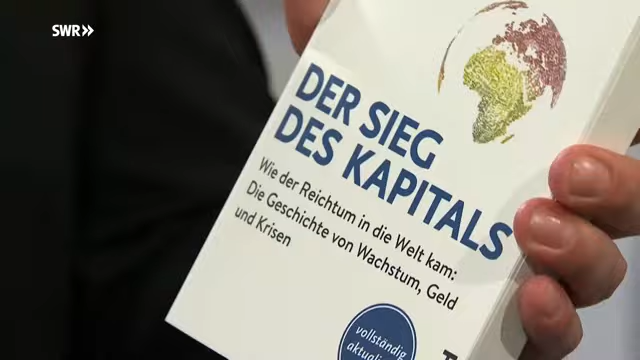 SWR»
DER SIEG
DES KAPITALS
Wie der Reichtum in die Welt kam:
Die Geschichte von Wachstum, Geld
und Krisen
vollständig